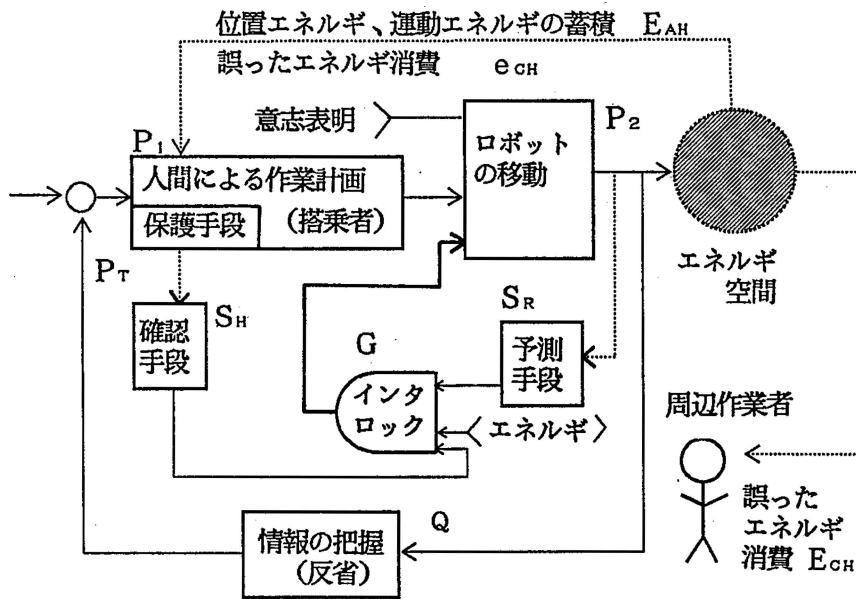 位置エネルギ、運動エネルギの蓄積 EAH
誤ったエネルギ消費 eCH
意志表明
P1
P2
人間による作業計画
(搭乗者)
保護手段
ロボット
の移動
エネルギ
空間
PT
SH
確認
手段
G
SR
予測
手段
インタ
ロック
〈エネルギ〉
周辺作業者
誤った
エネルギ
消費 ECH
Q
情報の把握
(反省)